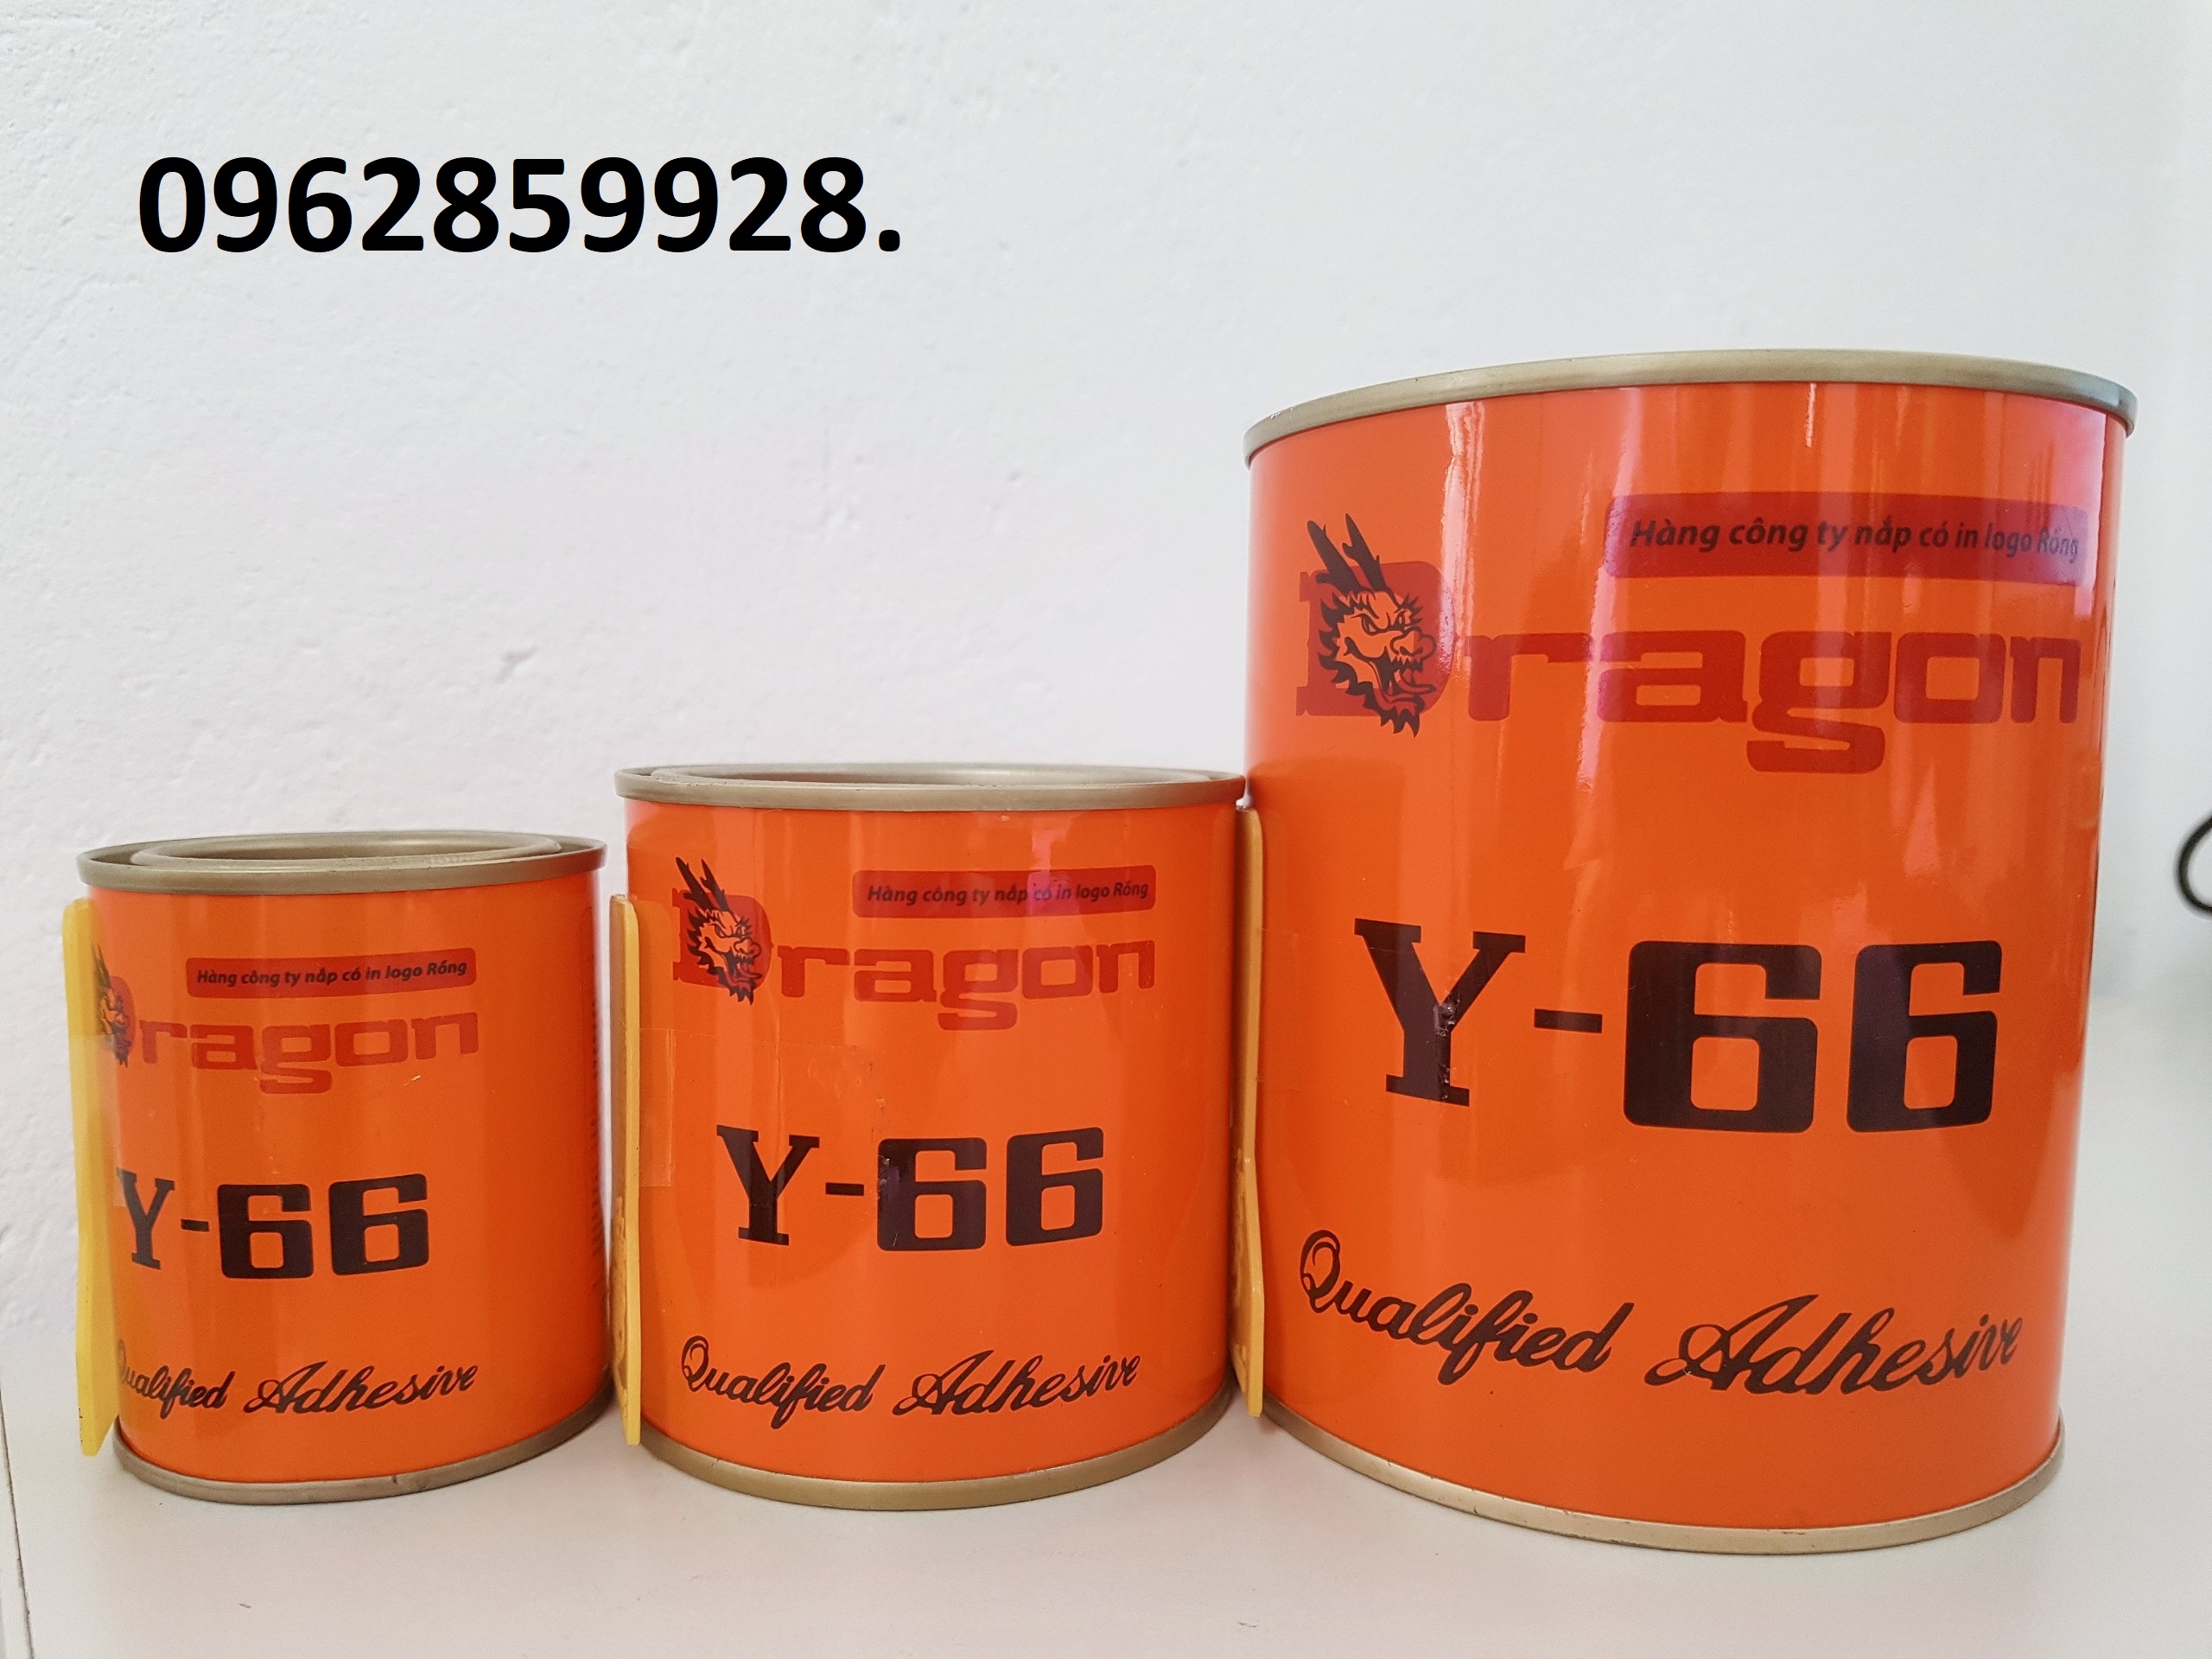 0962859928.
Hàng công ty nắp có in logo Rồng
Dragon
Y-66
Qualified Adhesive
Hàng công ty nắp có in logo Rồng
Dragon
Y-66
Qualified Adhesive
Hàng công ty nắp có in logo Rồng
Dragon
Y-66
Qualified Adhesive